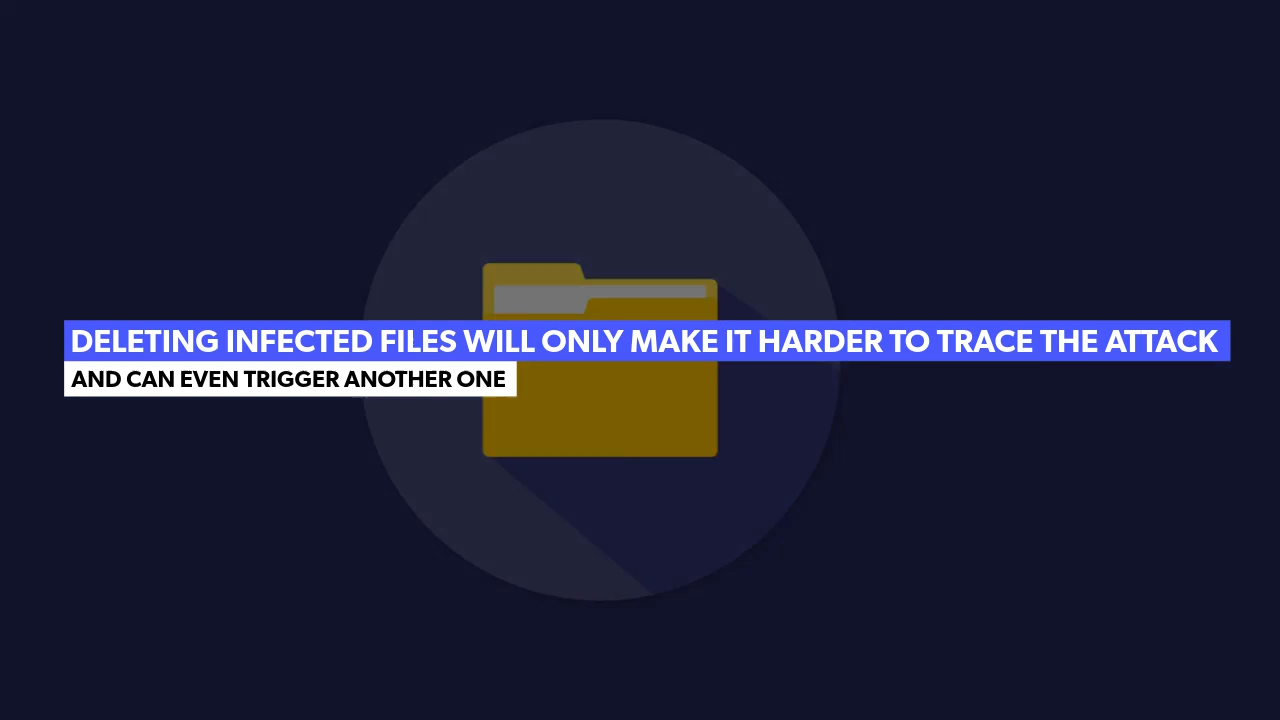 DELETING INFECTED FILES WILL ONLY MAKE IT HARDER TO TRACE THE ATTACK
AND CAN EVEN TRIGGER ANOTHER ONE